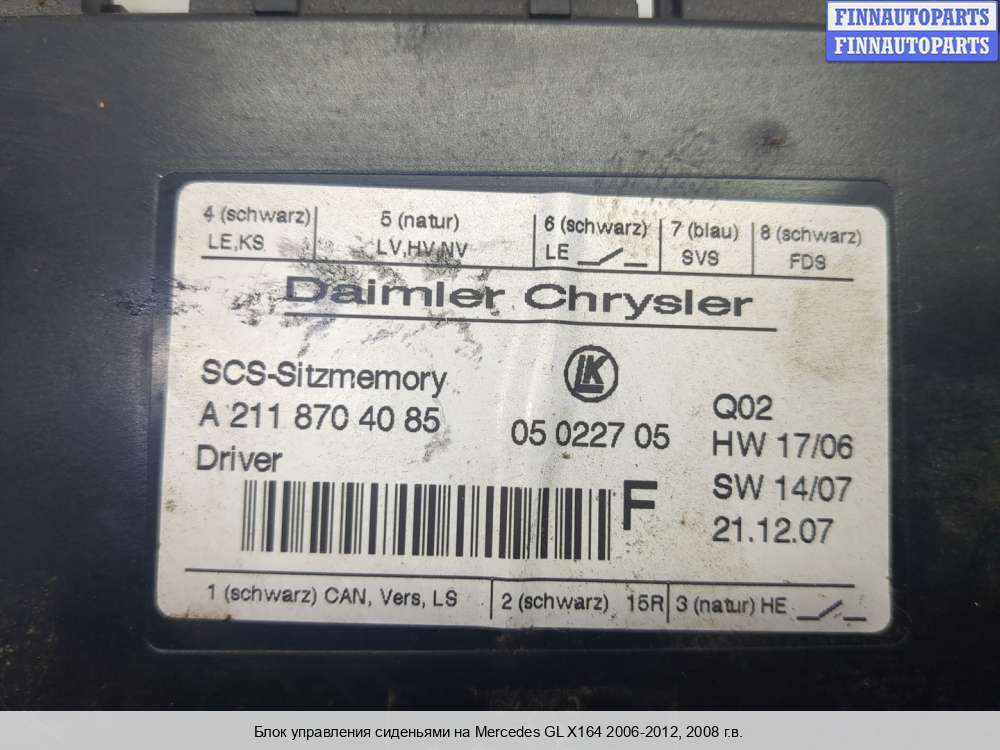 FINNAUTOPARTS
FINNAUTOPARTS
4 (schwarz) 5 (natur) 6 (schwarz) 7 (blau) 8 (schwarz)
LE,KS LV,HV,NV LE SVS FDS
Daimler Chrysler
SCS-Sitzmemory LK
A 211 870 40 85 05 0227 05 Q02
Driver HW 17/06
F SW 14/07
21.12.07
1 (schwarz) CAN, Vers, LS 2 (schwarz) 15R 3 (natur) HE
Блок управления сиденьями на Mercedes GL X164 2006-2012, 2008 г.в.